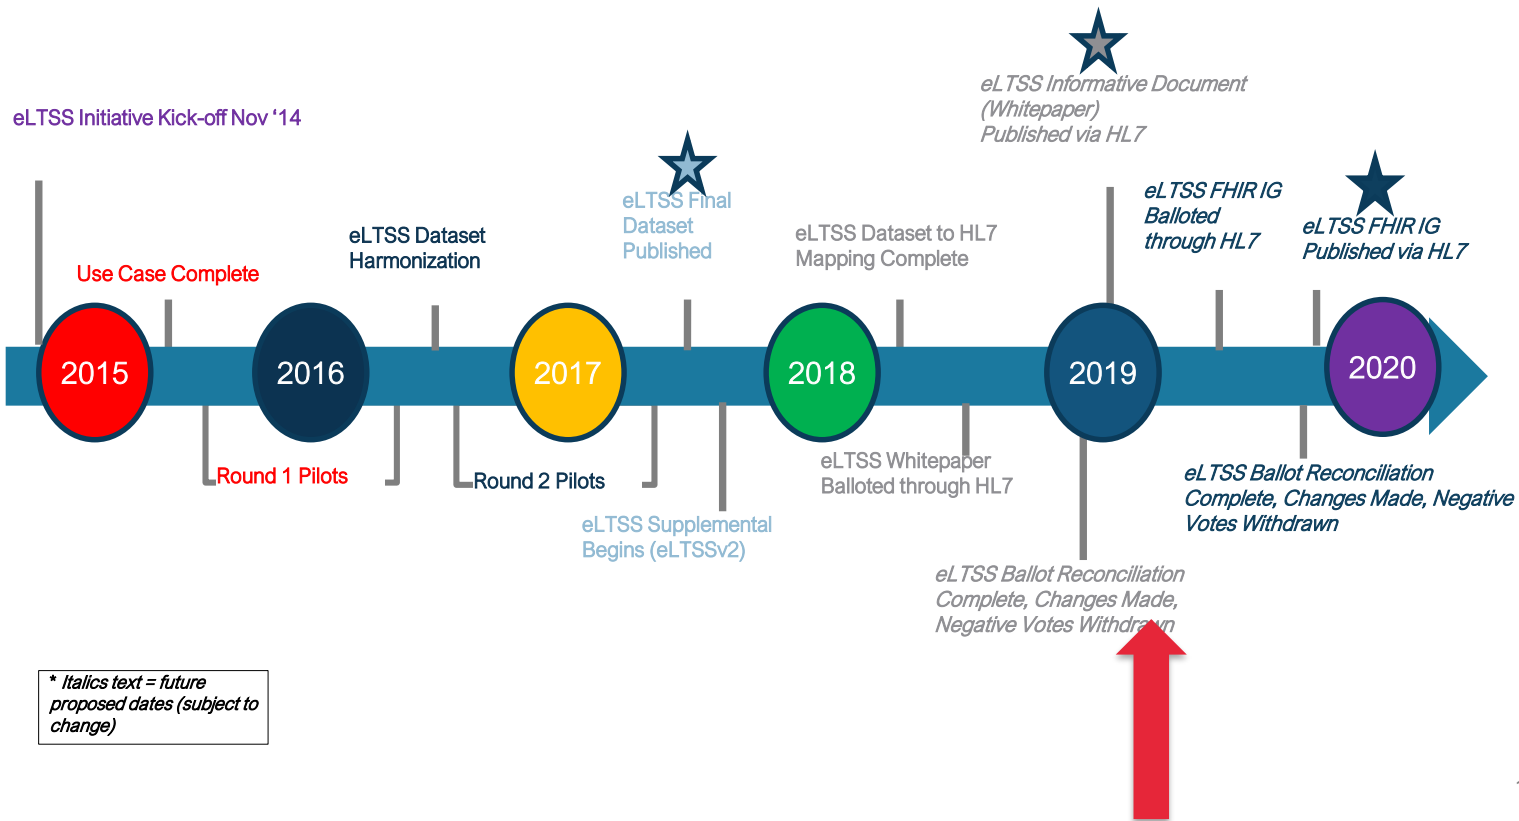 eLTSS Informative Document
(Whitepaper)
Published via HL7
eLTSS Initiative Kick-off Nov ‘14
eLTSS Final
Dataset
Published
eLTSS FHIR IG
Balloted
through HL7
eLTSS FHIR IG
Published via HL7
eLTSS Dataset
Harmonization
eLTSS Dataset to HL7
Mapping Complete
Use Case Complete
2015
2016
2017
2018
2019
2020
Round 1 Pilots
Round 2 Pilots
eLTSS Whitepaper
Balloted through HL7
eLTSS Ballot Reconciliation
Complete, Changes Made, Negative
Votes Withdrawn
eLTSS Supplemental
Begins (eLTSSv2)
eLTSS Ballot Reconciliation
Complete, Changes Made,
Negative Votes Withdrawn
* Italics text = future
proposed dates (subject to
change)